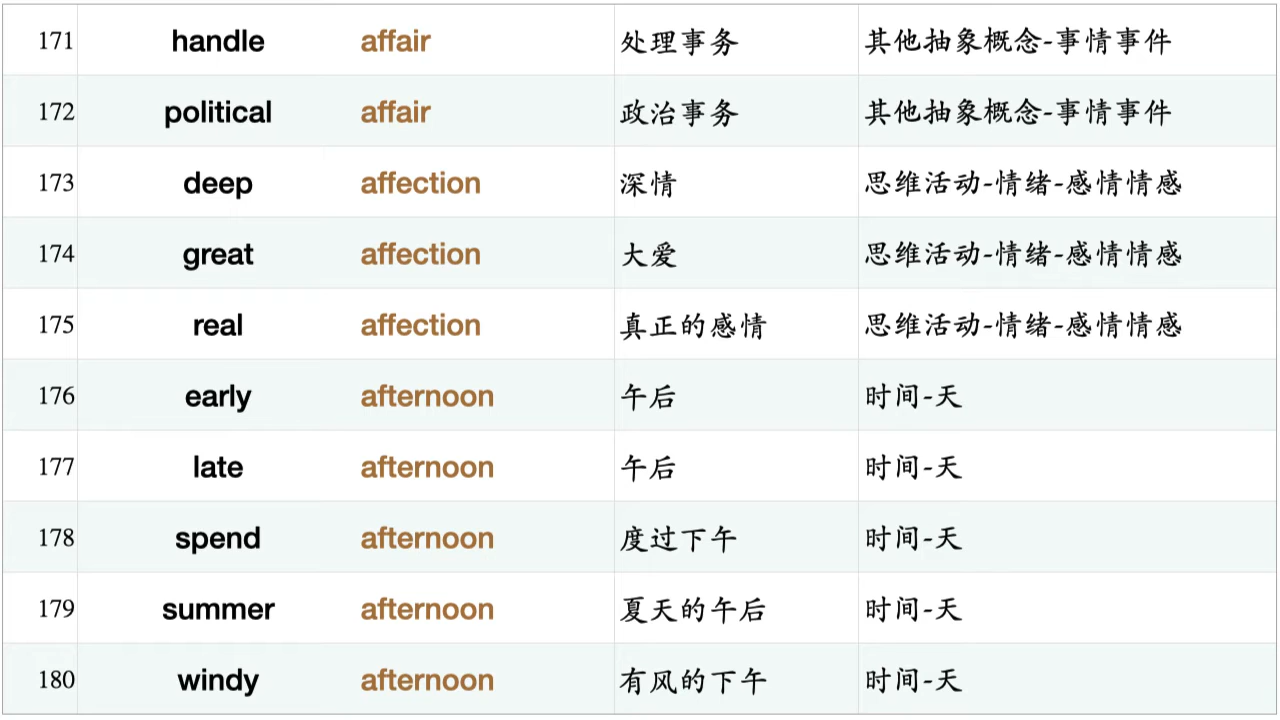 171 handle affair 处理事务 其他抽象概念-事情事件
172 political affair 政治事务 其他抽象概念-事情事件
173 deep affection 深情 思维活动-情绪-感情情感
174 great affection 大爱 思维活动-情绪-感情情感
175 real affection 真正的感情 思维活动-情绪-感情情感
176 early afternoon 午后 时间-天
177 late afternoon 午后 时间-天
178 spend afternoon 度过下午 时间-天
179 summer afternoon 夏天的午后 时间-天
180 windy afternoon 有风的下午 时间-天